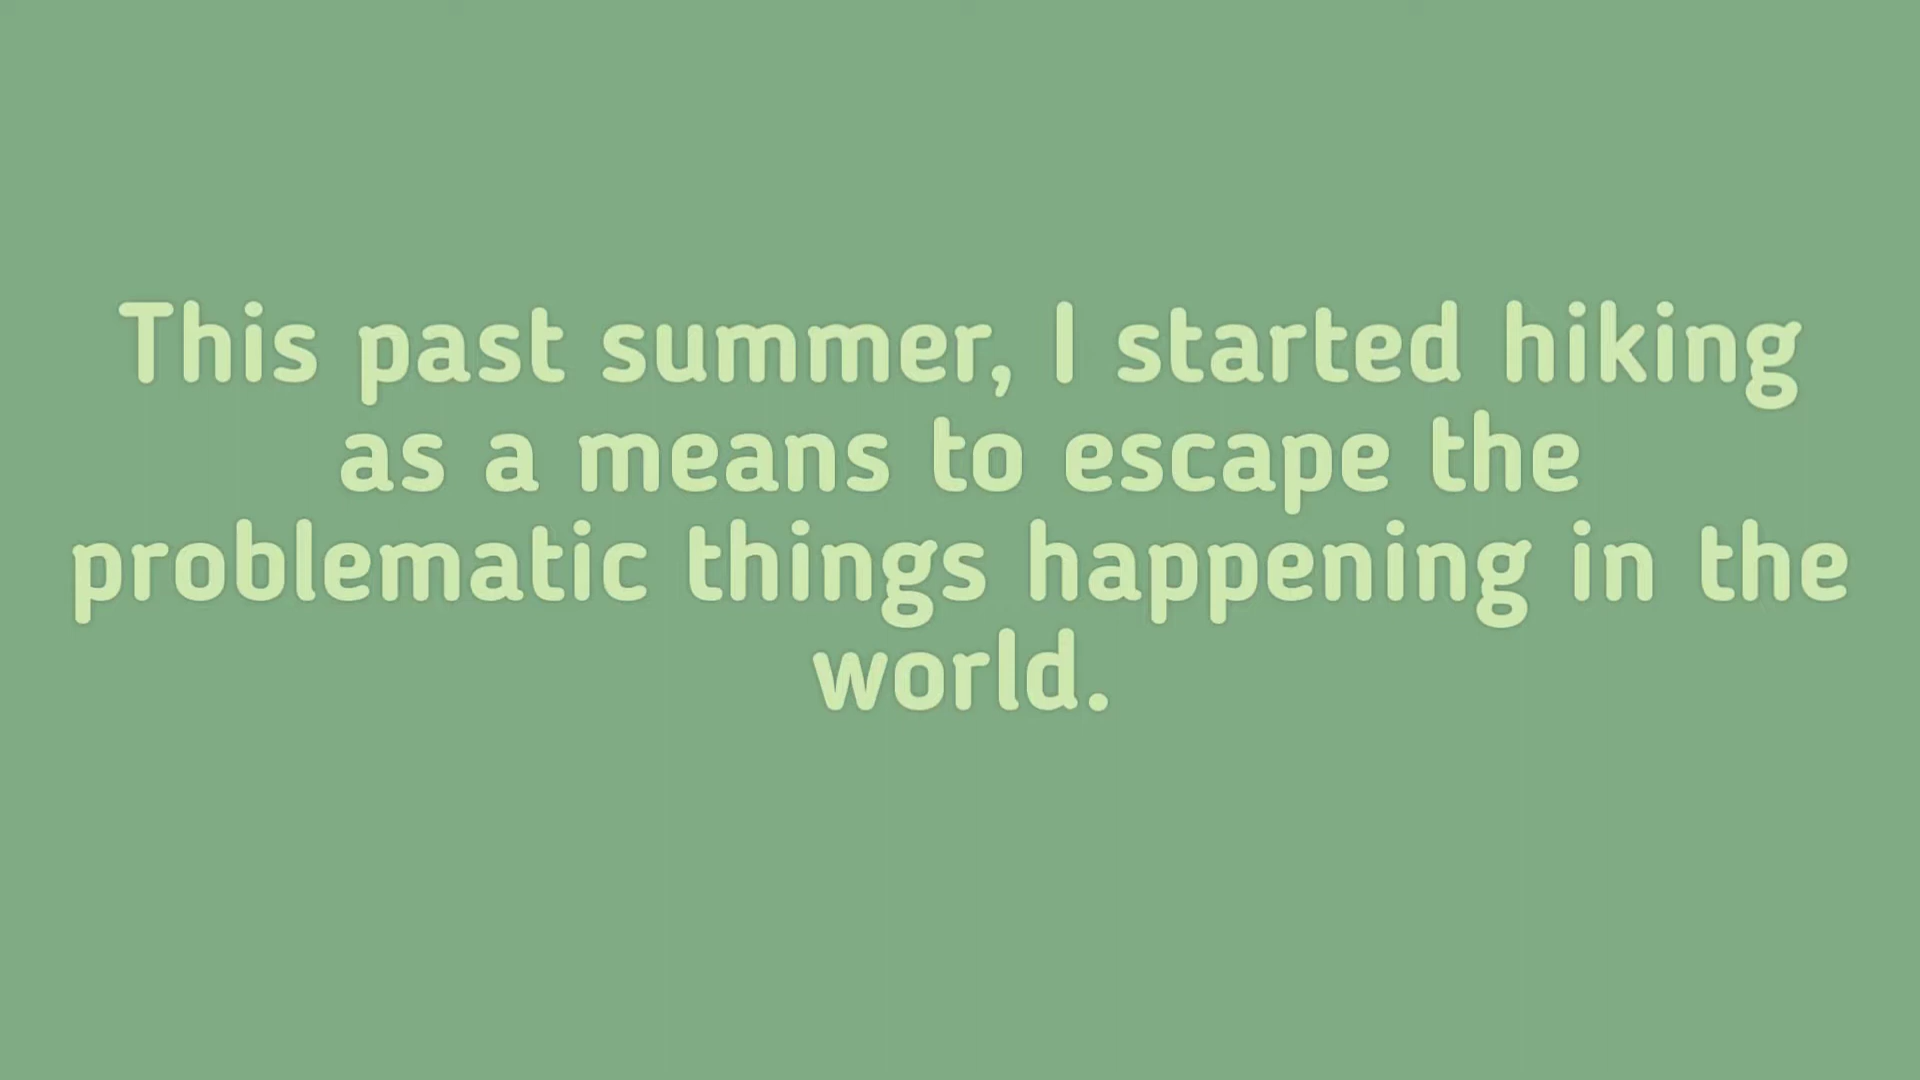 This past summer, I started hiking
as a means to escape the
problematic things happening in the
world.